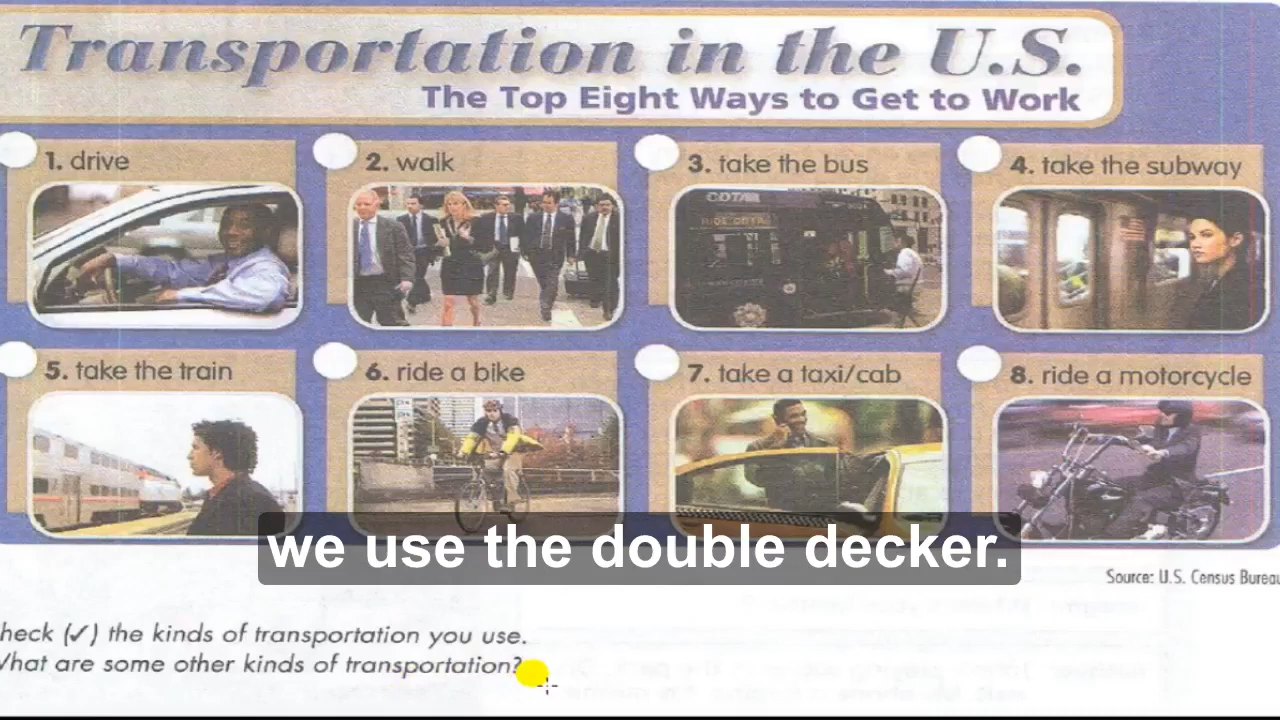 Transportation in the U.S.
The Top Eight Ways to Get to Work
1. drive
2. walk
3. take the bus
4. take the subway
COTA
RIDE COTA
5. take the train
6. ride a bike
7. take a taxi/cab
8. ride a motorcycle
we use the double decker.
Source: U.S. Census Bureau
heck (✓) the kinds of transportation you use.
What are some other kinds of transportation?